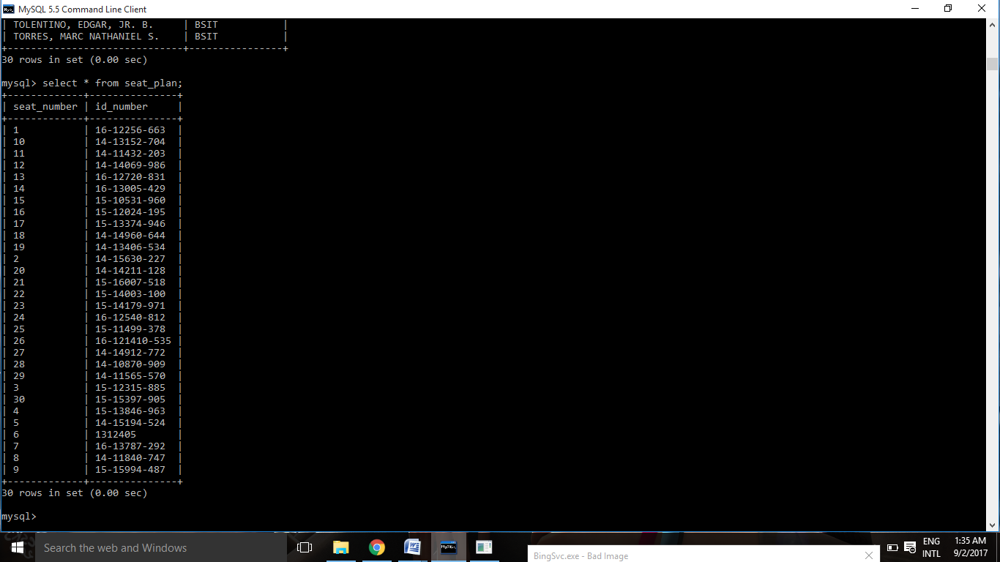 MySQL 5.5 Command Line Client
| TOLENTINO, EDGAR, JR. B.     | BSIT           |
| TORRES, MARC NATHANIEL S.    | BSIT           |
+------------------------------+----------------+
30 rows in set (0.00 sec)
mysql> select * from seat_plan;
+-------------+---------------+
| seat_number | id_number     |
+-------------+---------------+
| 1           | 16-12256-663  |
| 10          | 14-13152-704  |
| 11          | 14-11432-203  |
| 12          | 14-14069-986  |
| 13          | 16-12720-831  |
| 14          | 16-13005-429  |
| 15          | 15-10531-960  |
| 16          | 15-12024-195  |
| 17          | 15-13374-946  |
| 18          | 14-14960-644  |
| 19          | 14-13406-534  |
| 2           | 14-15630-227  |
| 20          | 14-14211-128  |
| 21          | 15-16007-518  |
| 22          | 15-14003-100  |
| 23          | 15-14179-971  |
| 24          | 16-12540-812  |
| 25          | 15-11499-378  |
| 26          | 16-121410-535 |
| 27          | 14-14912-772  |
| 28          | 14-10870-909  |
| 29          | 14-11565-570  |
| 3           | 15-12315-885  |
| 30          | 15-15397-905  |
| 4           | 15-13846-963  |
| 5           | 14-15194-524  |
| 6           | 1312405       |
| 7           | 16-13787-292  |
| 8           | 14-11840-747  |
| 9           | 15-15994-487  |
+-------------+---------------+
30 rows in set (0.00 sec)
mysql>
Search the web and Windows
BingSvc.exe - Bad Image
ENG
INTL
1:35 AM
9/2/2017